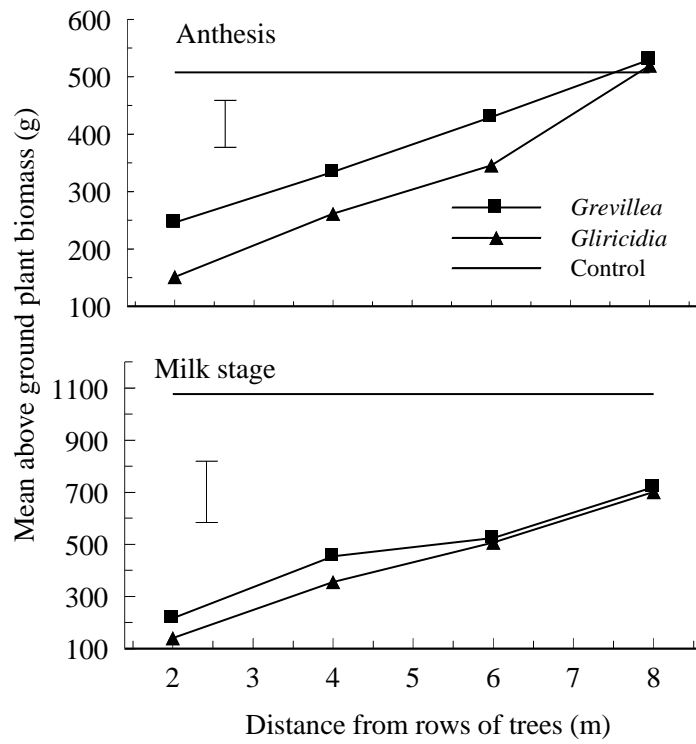 Mean above ground plant biomass (g)
Anthesis
600
500
400
300
200
100
Grevillea
Gliricidia
Control
Milk stage
1100
900
700
500
300
100
2 3 4 5 6 7 8
Distance from rows of trees (m)